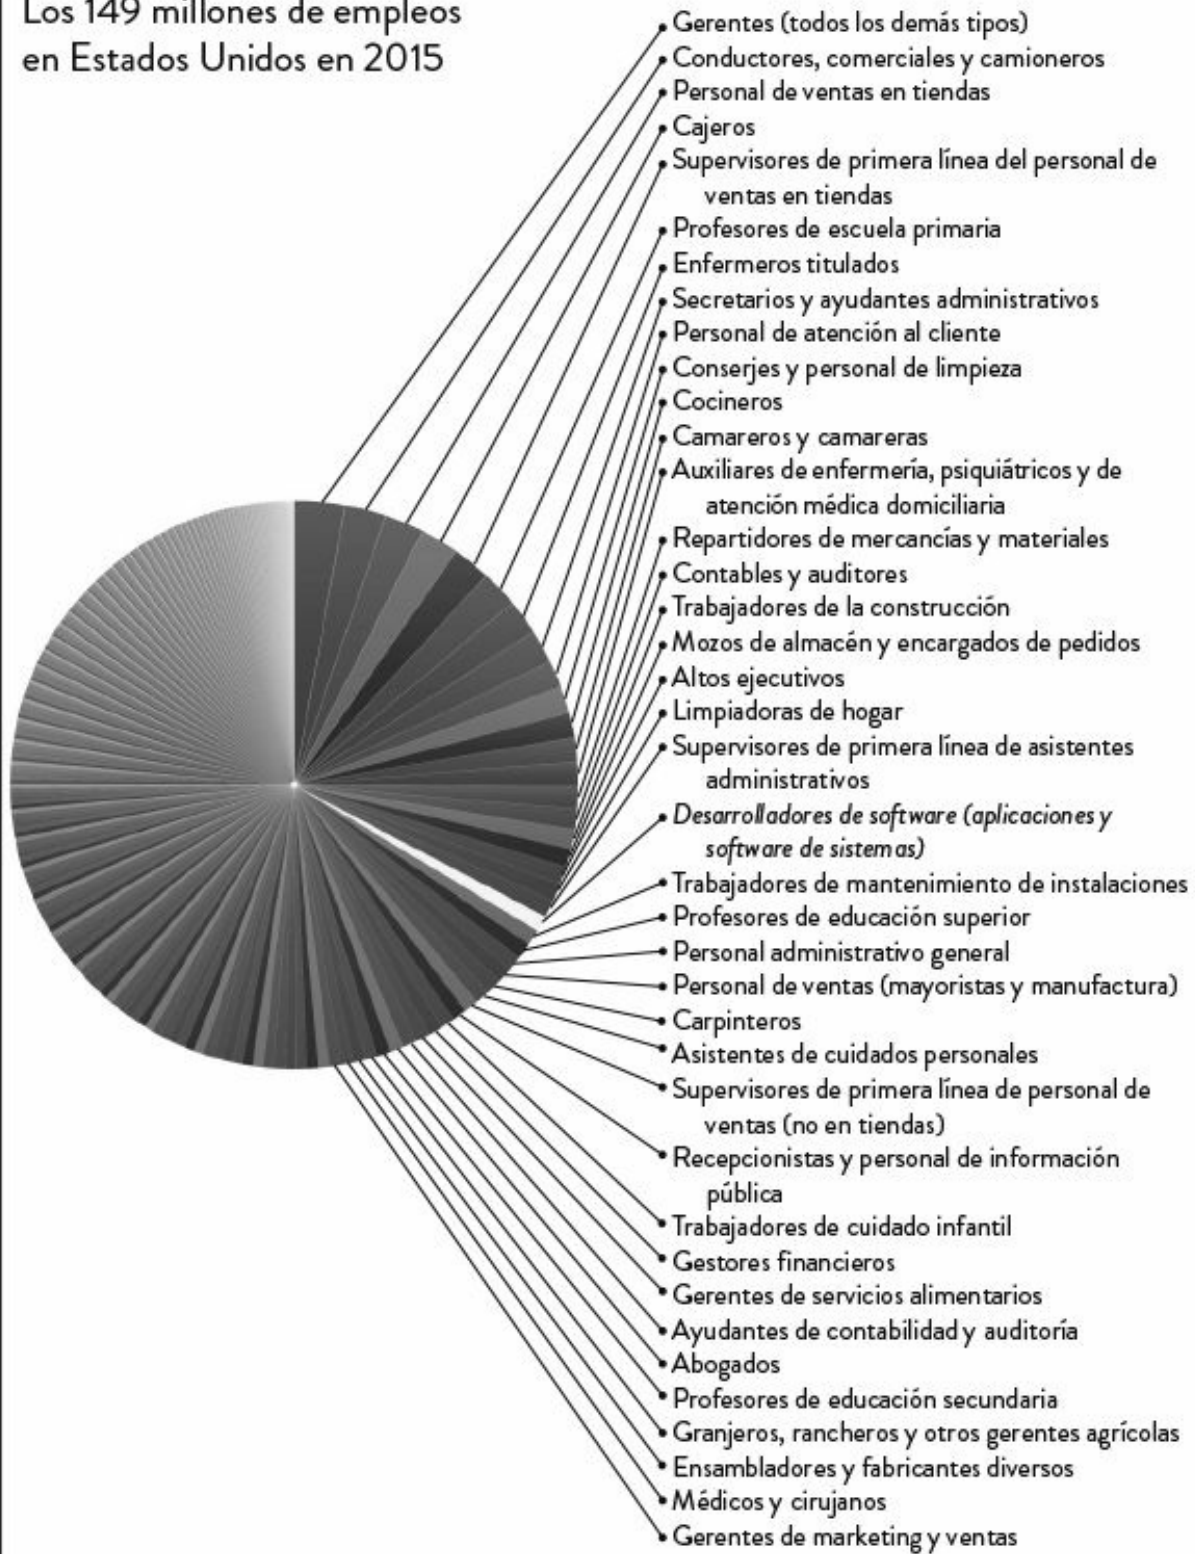 Los 149 millones de empleos
en Estados Unidos en 2015
Gerentes (todos los demás tipos)
Conductores, comerciales y camioneros
Personal de ventas en tiendas
Cajeros
Supervisores de primera línea del personal de
ventas en tiendas
Profesores de escuela primaria
Enfermeros titulados
Secretarios y ayudantes administrativos
Personal de atención al cliente
Conserjes y personal de limpieza
Cocineros
Camareros y camareras
Auxiliares de enfermería, psiquiátricos y de
atención médica domiciliaria
Repartidores de mercancías y materiales
Contables y auditores
Trabajadores de la construcción
Mozos de almacén y encargados de pedidos
Altos ejecutivos
Limpiadoras de hogar
Supervisores de primera línea de asistentes
administrativos
Desarrolladores de software (aplicaciones y
software de sistemas)
Trabajadores de mantenimiento de instalaciones
Profesores de educación superior
Personal administrativo general
Personal de ventas (mayoristas y manufactura)
Carpinteros
Asistentes de cuidados personales
Supervisores de primera línea de personal de
ventas (no en tiendas)
Recepcionistas y personal de información
pública
Trabajadores de cuidado infantil
Gestores financieros
Gerentes de servicios alimentarios
Ayudantes de contabilidad y auditoría
Abogados
Profesores de educación secundaria
Granjeros, rancheros y otros gerentes agrícolas
Ensambladores y fabricantes diversos
Médicos y cirujanos
Gerentes de marketing y ventas